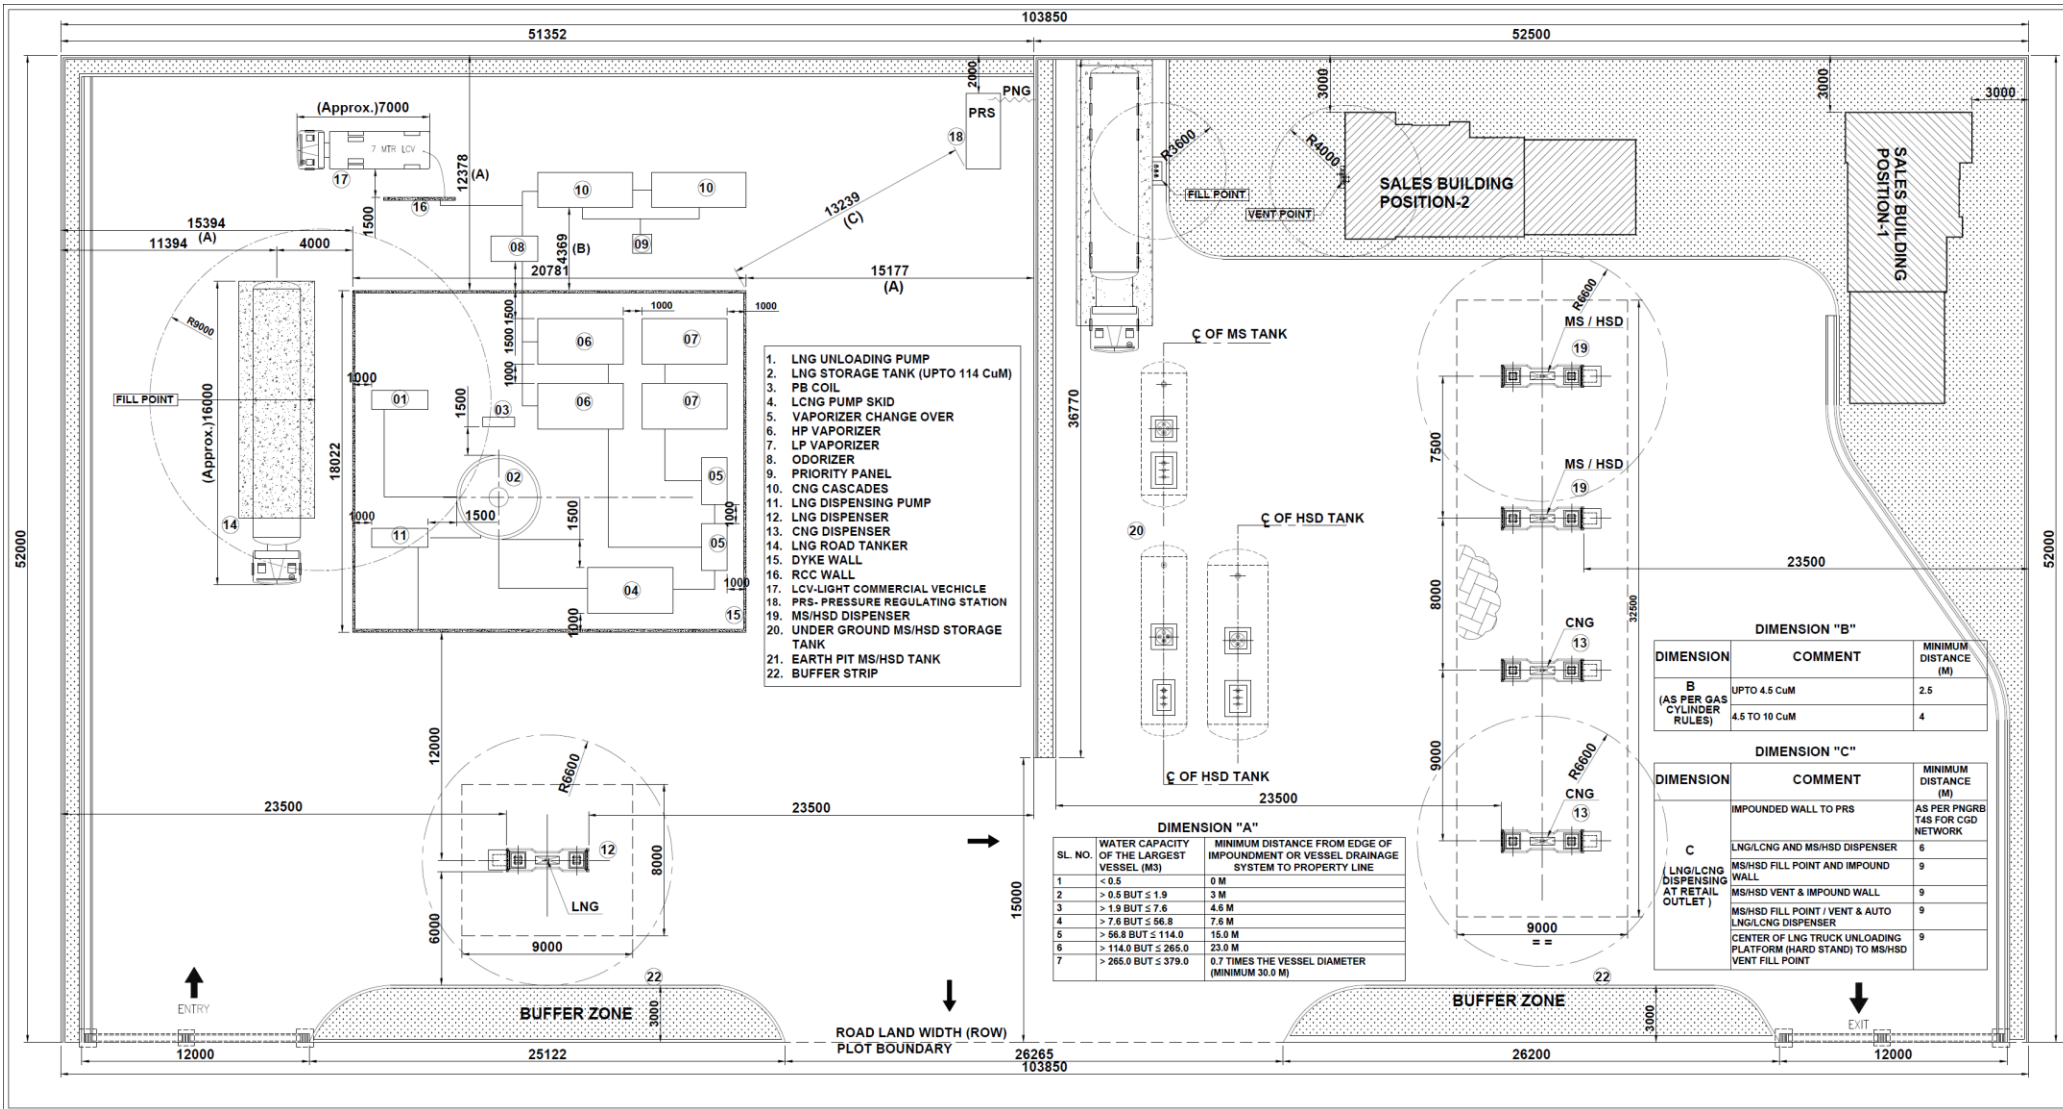 103850
51352
52500
(Approx.)7000
7 MTR LCV
17
16
1500
12378
(A)
2000
PNG
PRS
18
13239
(C)
10
10
09
08
4369
(B)
15394
(A)
11394
4000
20781
15177
(A)
R9000
FILL POINT
(Approx.)16000
14
18022
1000
01
1500
03
02
1000
11
1500
1500
1500
1500
1000
06
06
07
07
1000
1000
05
05
1000
1000
04
1000
15
52000
1. LNG UNLOADING PUMP
2. LNG STORAGE TANK (UPTO 114 CuM)
3. PB COIL
4. LCNG PUMP SKID
5. VAPORIZER CHANGE OVER
6. HP VAPORIZER
7. LP VAPORIZER
8. ODORIZER
9. PRIORITY PANEL
10. CNG CASCADES
11. LNG DISPENSING PUMP
12. LNG DISPENSER
13. CNG DISPENSER
14. LNG ROAD TANKER
15. DYKE WALL
16. RCC WALL
17. LCV-LIGHT COMMERCIAL VECHICLE
18. PRS- PRESSURE REGULATING STATION
19. MS/HSD DISPENSER
20. UNDER GROUND MS/HSD STORAGE
TANK
21. EARTH PIT MS/HSD TANK
22. BUFFER STRIP
12000
R6600
23500
23500
12
LNG
8000
9000
6000
22
BUFFER ZONE
3000
ENTRY
12000
25122
ROAD LAND WIDTH (ROW)
PLOT BOUNDARY
26265
103850
15000
36770
R3600
FILL POINT
R4000
VENT POINT
3000
SALES BUILDING
POSITION-2
3000
3000
SALES BUILDING
POSITION-1
℄ OF MS TANK
20
℄ OF HSD TANK
℄ OF HSD TANK
R6600
MS / HSD
19
7500
MS / HSD
19
8000
32500
23500
CNG
13
9000
R6600
CNG
13
23500
9000
= =
52000
DIMENSION "A"
SL. NO. WATER CAPACITY OF THE LARGEST VESSEL (M3) MINIMUM DISTANCE FROM EDGE OF IMPOUNDMENT OR VESSEL DRAINAGE SYSTEM TO PROPERTY LINE
1 < 0.5 0 M
2 > 0.5 BUT ≤ 1.9 3 M
3 > 1.9 BUT ≤ 7.6 4.6 M
4 > 7.6 BUT ≤ 56.8 7.6 M
5 > 56.8 BUT ≤ 114.0 15.0 M
6 > 114.0 BUT ≤ 265.0 23.0 M
7 > 265.0 BUT ≤ 379.0 0.7 TIMES THE VESSEL DIAMETER
(MINIMUM 30.0 M)
DIMENSION "B"
DIMENSION COMMENT MINIMUM DISTANCE (M)
B
(AS PER GAS CYLINDER RULES)
UPTO 4.5 CuM 2.5
4.5 TO 10 CuM 4
DIMENSION "C"
DIMENSION COMMENT MINIMUM DISTANCE (M)
C
( LNG/LCNG DISPENSING AT RETAIL OUTLET )
IMPOUNDED WALL TO PRS AS PER PNGRB T4S FOR CGD NETWORK
LNG/LCNG AND MS/HSD DISPENSER 6
MS/HSD FILL POINT AND IMPOUND WALL 9
MS/HSD VENT & IMPOUND WALL 9
MS/HSD FILL POINT / VENT & AUTO LNG/LCNG DISPENSER 9
CENTER OF LNG TRUCK UNLOADING PLATFORM (HARD STAND) TO MS/HSD VENT FILL POINT 9
22
BUFFER ZONE
3000
EXIT
26200
12000